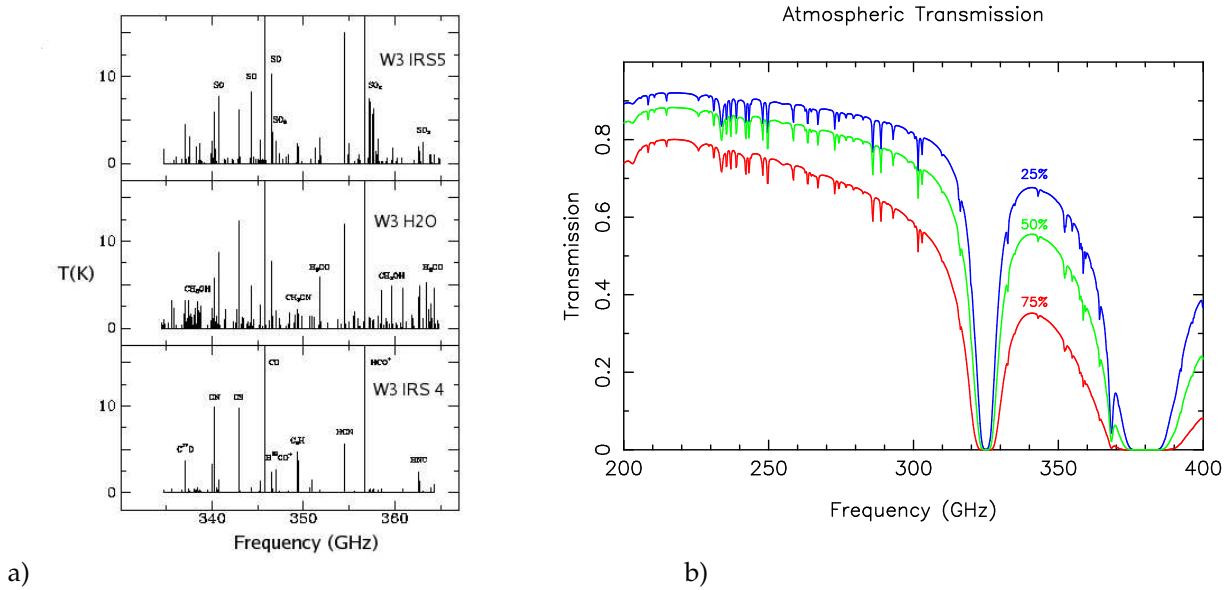 W3 IRS5
SO
SO
SO
SO₂
SO₂
SO₂
10
0
W3 H2O
CH₃OH
CH₃CN
H₂CO
CH₃OH
H₂CO
10
0
T(K)
CO
HCO⁺
W3 IRS 4
CN
CS
C¹⁷O
H¹³CO⁺
C₂H
HCN
HNC
10
0
340
350
360
Frequency (GHz)
a)
Atmospheric Transmission
25%
50%
75%
Transmission
0
0.2
0.4
0.6
0.8
200
250
300
350
400
Frequency (GHz)
b)